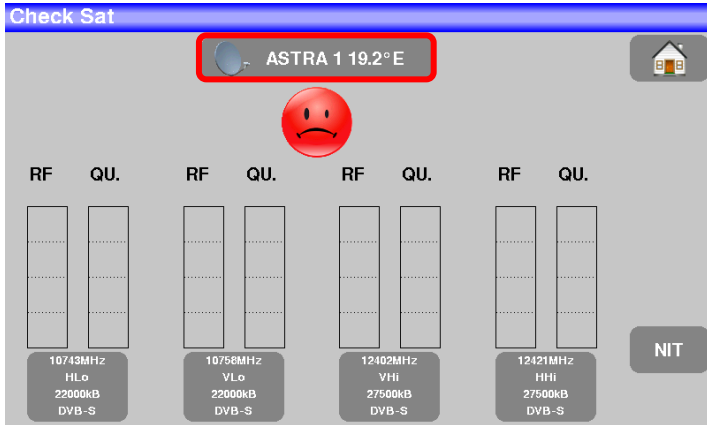 Check Sat
ASTRA 1 19.2° E
RF QU. RF QU. RF QU. RF QU.
10743MHz 10758MHz 12402MHz 12421MHz
HLo VLo VHi HHi
22000kB 22000kB 27500kB 27500kB
DVB-S DVB-S DVB-S DVB-S
NIT